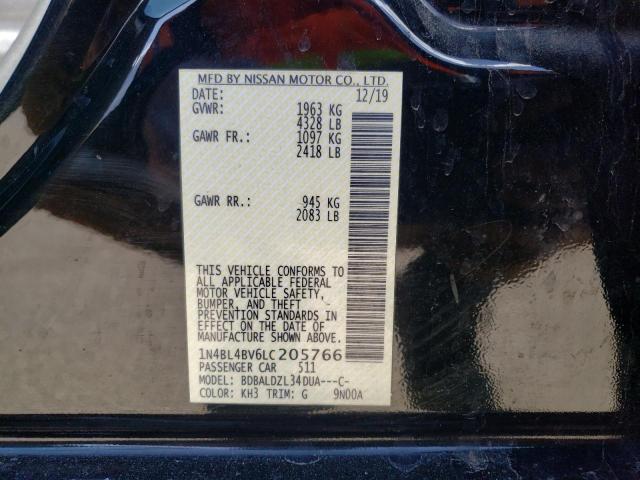 MFD BY NISSAN MOTOR CO., LTD.
DATE: 12/19
GVWR: 1963 KG
4328 LB
GAWR FR.: 1097 KG
2418 LB
GAWR RR.: 945 KG
2083 LB
THIS VEHICLE CONFORMS TO
ALL APPLICABLE FEDERAL
MOTOR VEHICLE SAFETY,
BUMPER, AND THEFT
PREVENTION STANDARDS IN
EFFECT ON THE DATE OF
MANUFACTURE SHOWN ABOVE.
1N4BL4BV6LC205766
PASSENGER CAR 511
MODEL: BDBALDZL34DUA---C-
COLOR: KH3 TRIM: G 9N00A